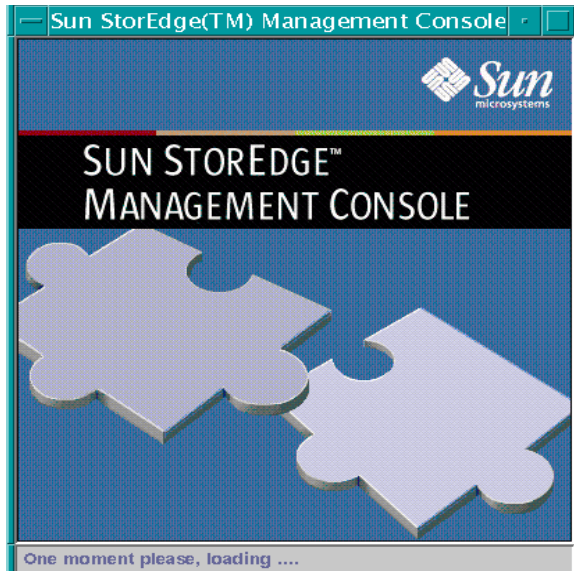 Sun StorEdge(TM) Management Console
Sun
microsystems
SUN STOREDGE™
MANAGEMENT CONSOLE
One moment please, loading ....